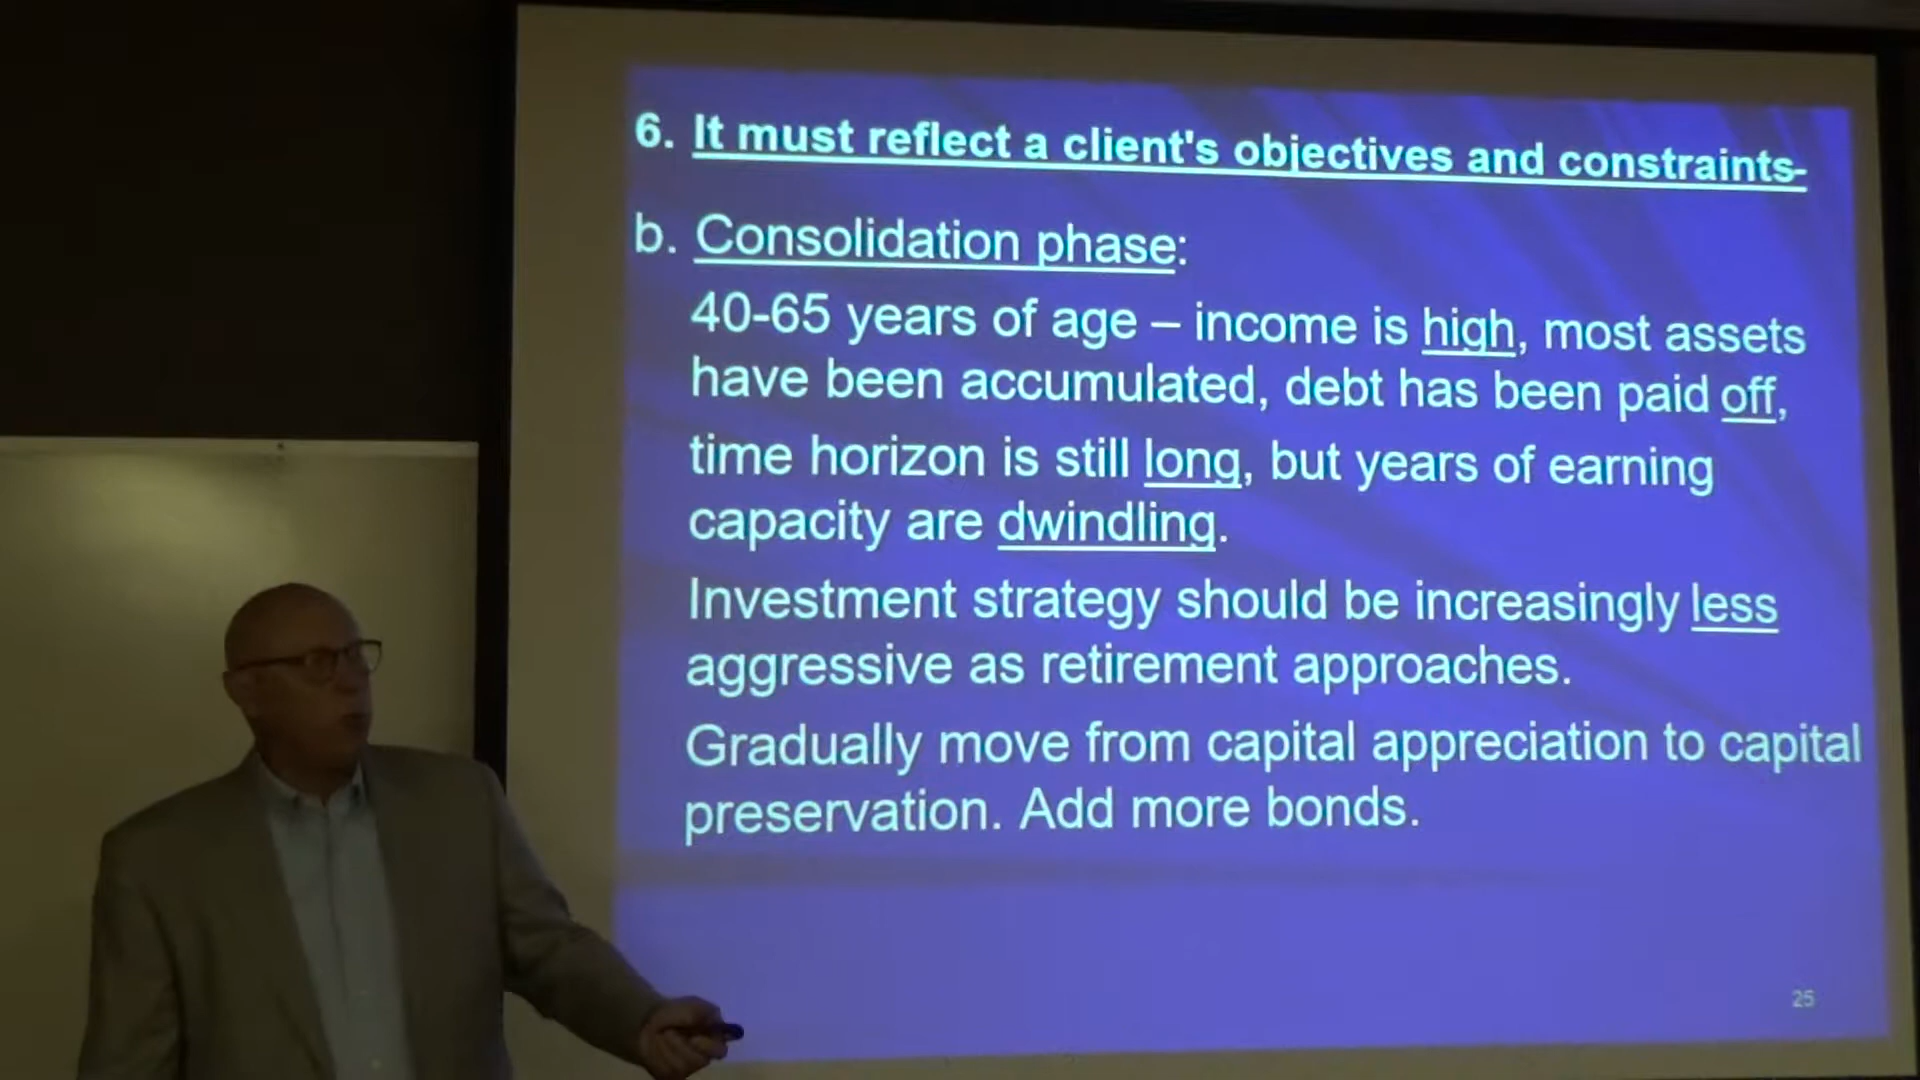 6. It must reflect a client's objectives and constraints-
b. Consolidation phase:
40-65 years of age – income is high, most assets
have been accumulated, debt has been paid off,
time horizon is still long, but years of earning
capacity are dwindling.
Investment strategy should be increasingly less
aggressive as retirement approaches.
Gradually move from capital appreciation to capital
preservation. Add more bonds.
25